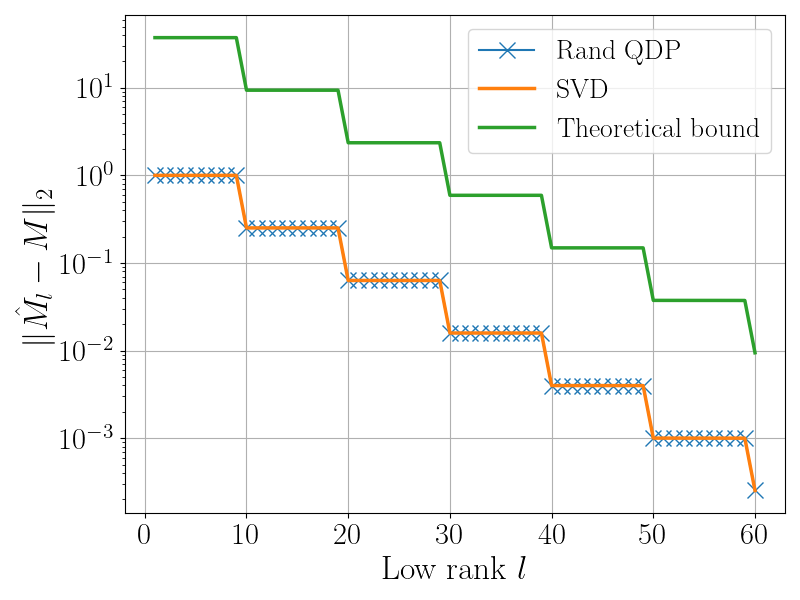 Rand QDP
SVD
Theoretical bound
‖M̂_l − M‖_2
10^1
10^0
10^{-1}
10^{-2}
10^{-3}
0 10 20 30 40 50 60
Low rank l